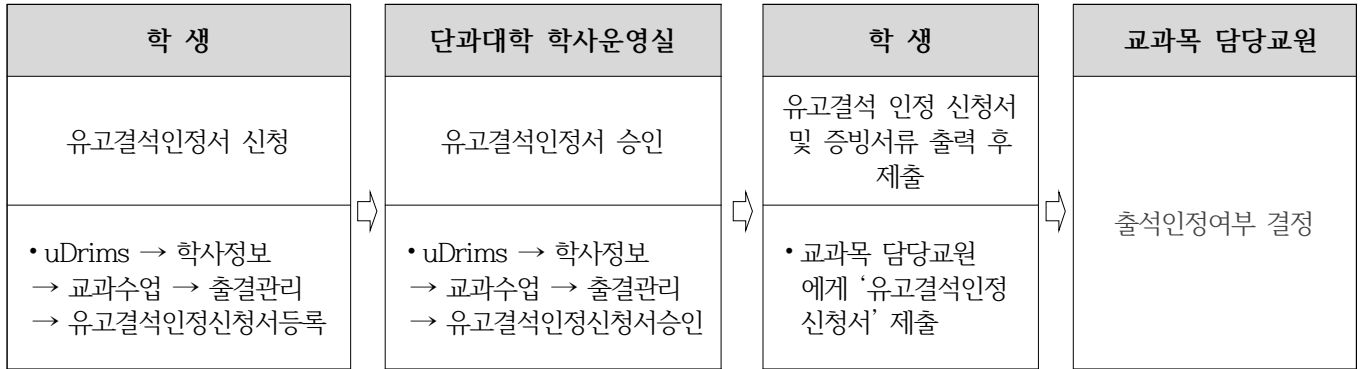 학 생
유고결석인정서 신청
• uDrims → 학사정보
→ 교과수업 → 출결관리
→ 유고결석인정신청서등록
⇨
단과대학 학사운영실
유고결석인정서 승인
• uDrims → 학사정보
→ 교과수업 → 출결관리
→ 유고결석인정신청서승인
⇨
학 생
유고결석 인정 신청서
및 증빙서류 출력 후
제출
• 교과목 담당교원
에게 ‘유고결석인정
신청서’ 제출
⇨
교과목 담당교원
출석인정여부 결정